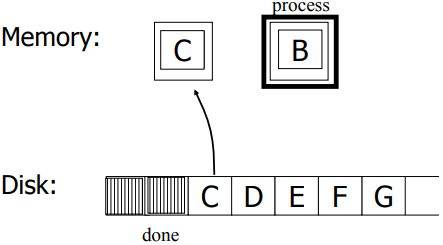 process
Memory: C B
Disk: C D E F G
done